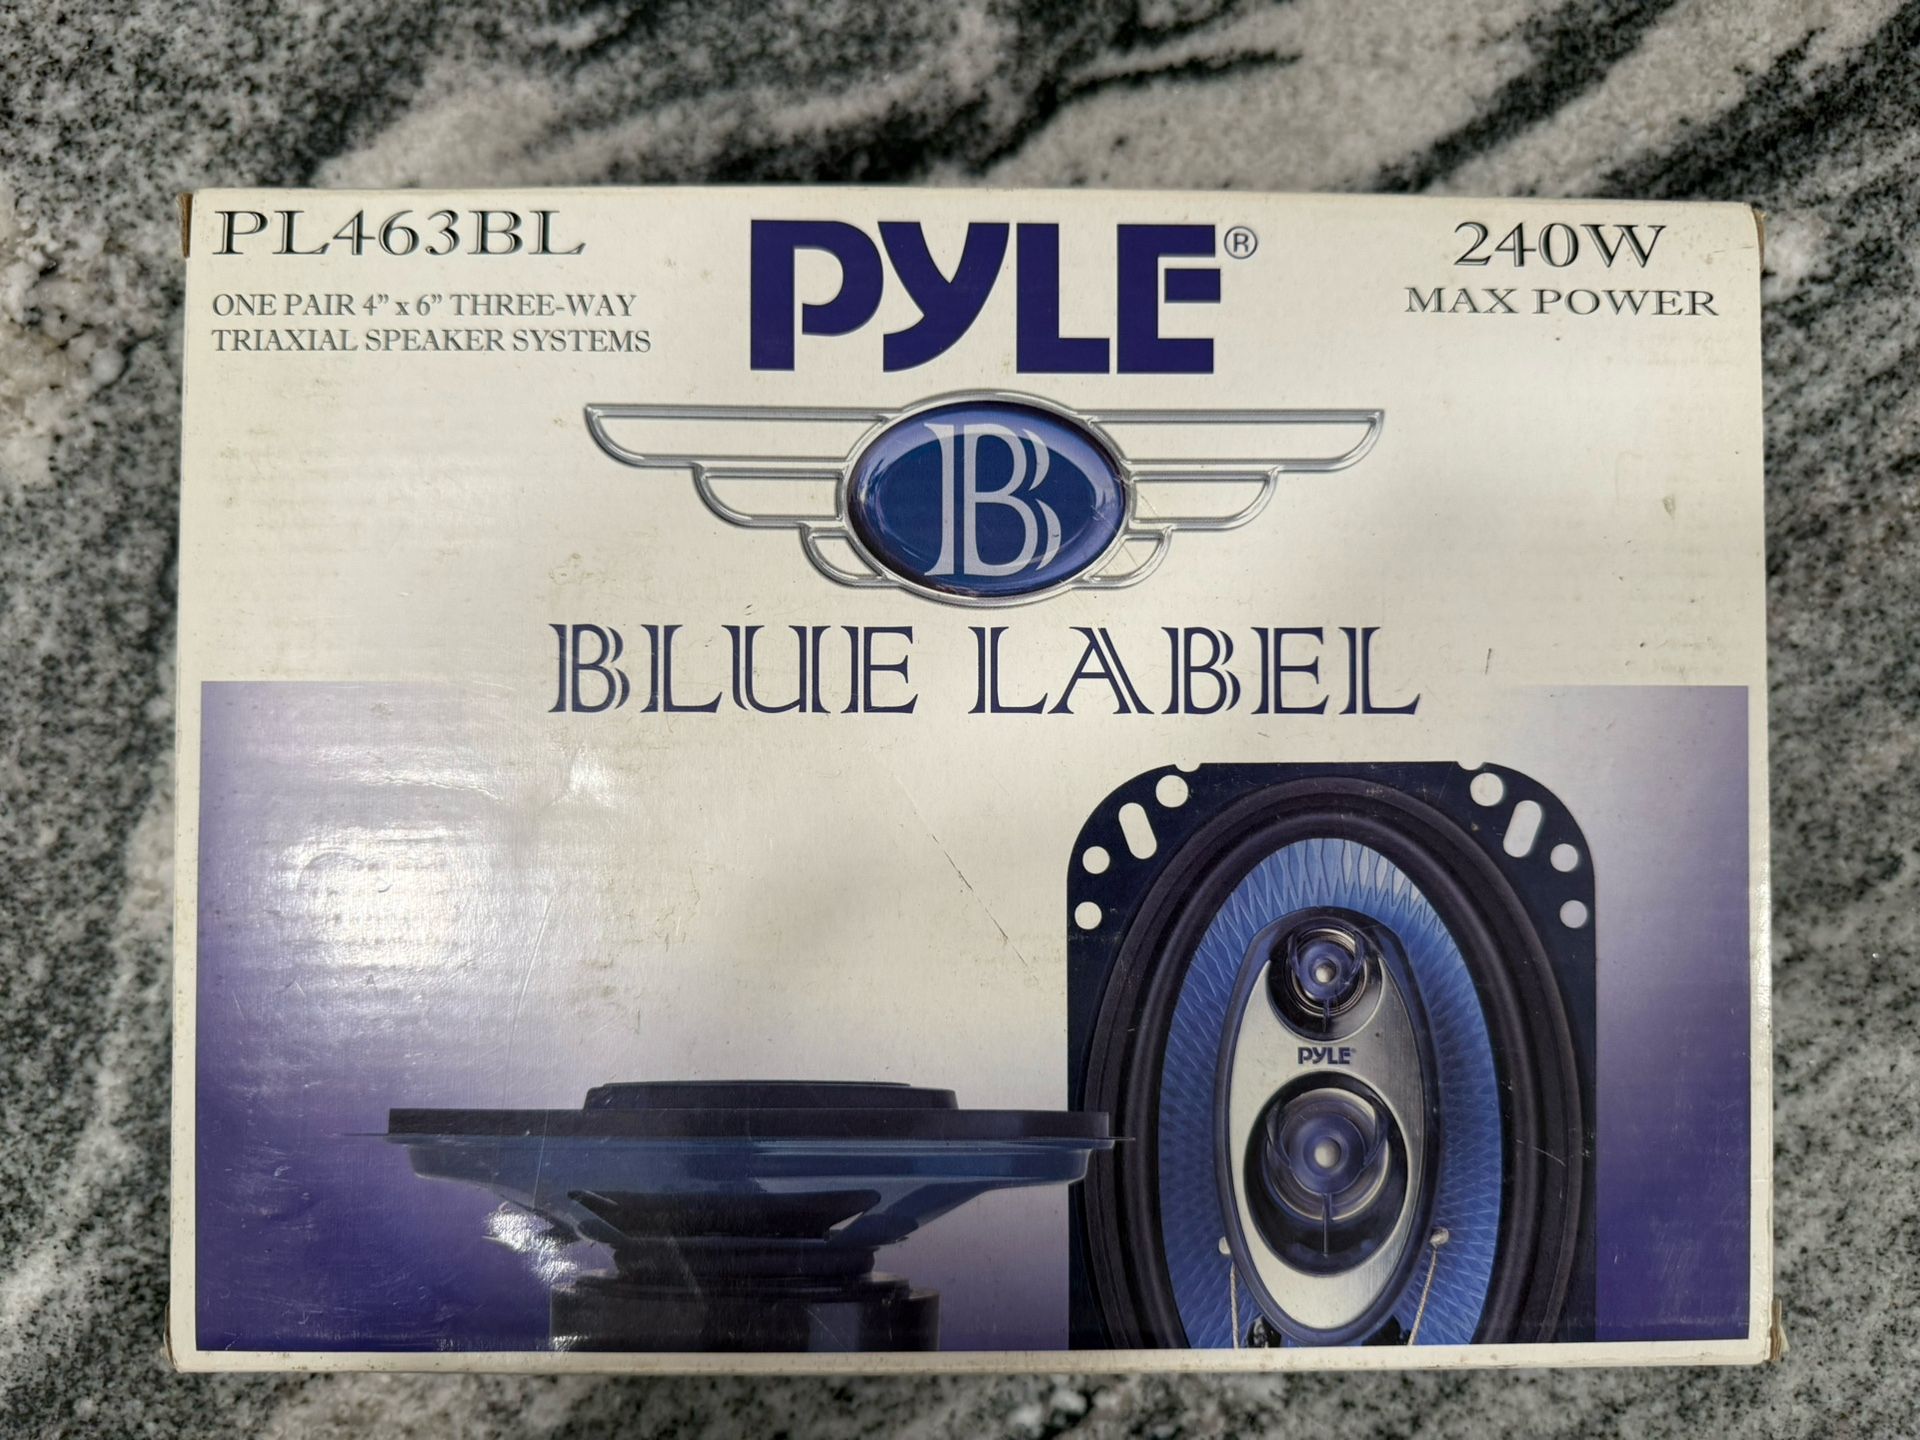 PL463BL
ONE PAIR 4” x 6” THREE-WAY
TRIAXIAL SPEAKER SYSTEMS
PYLE®
240W
MAX POWER
B
BLUE LABEL
PYLE®